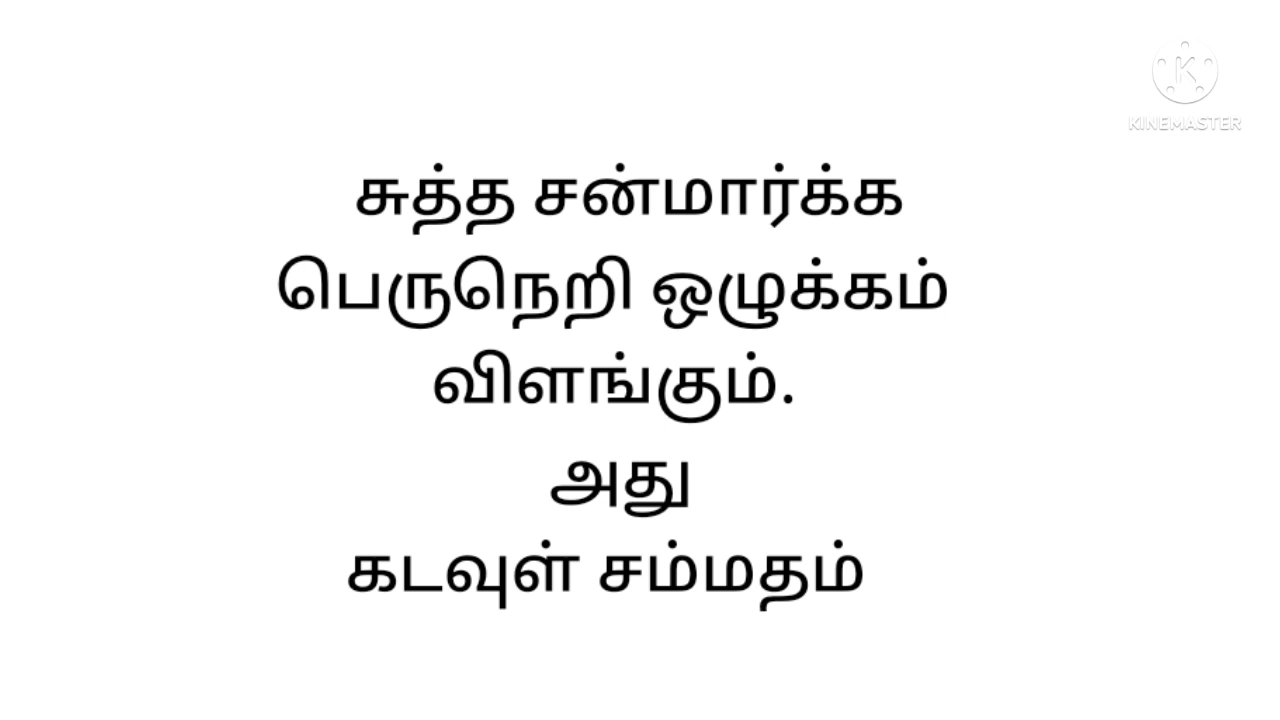 KINEMASTER
சுத்த சன்மார்க்க
பெருநெறி ஒழுக்கம்
விளங்கும்.
அது
கடவுள் சம்மதம்